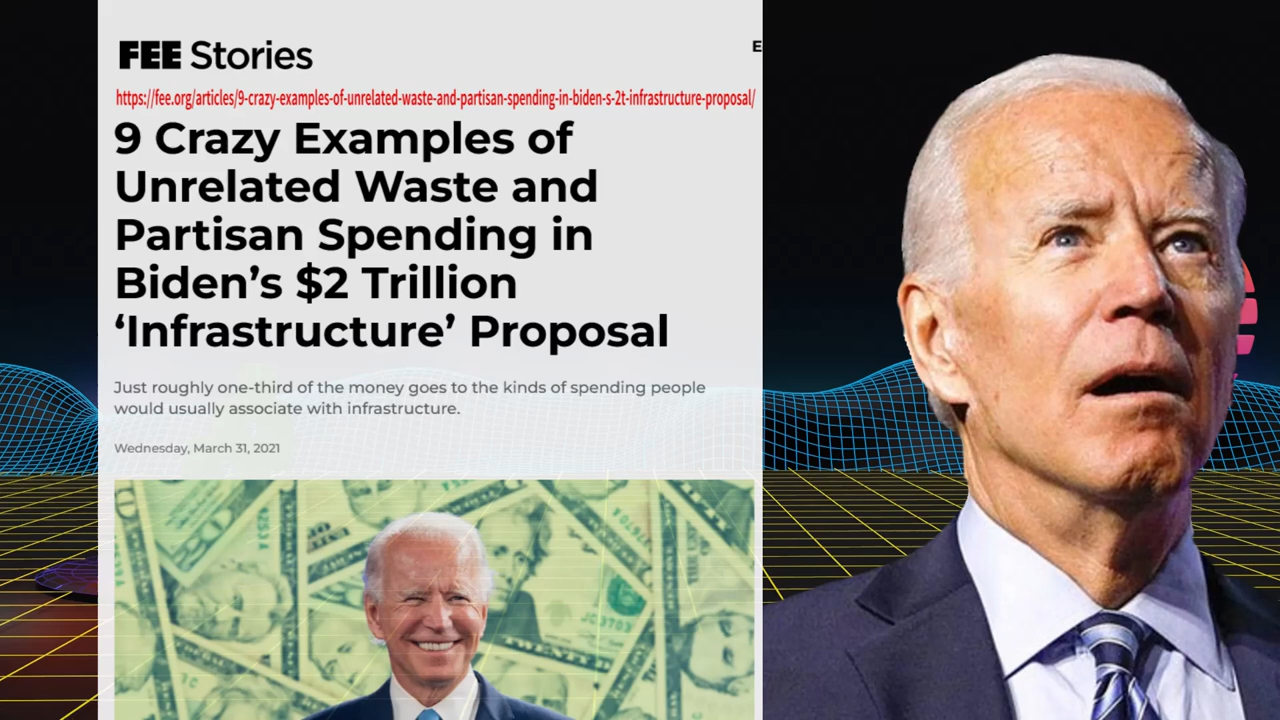 FEE Stories
E
https://fee.org/articles/9-crazy-examples-of-unrelated-waste-and-partisan-spending-in-biden-s-2t-infrastructure-proposal/
9 Crazy Examples of
Unrelated Waste and
Partisan Spending in
Biden’s $2 Trillion
‘Infrastructure’ Proposal
Just roughly one-third of the money goes to the kinds of spending people
would usually associate with infrastructure.
Wednesday, March 31, 2021